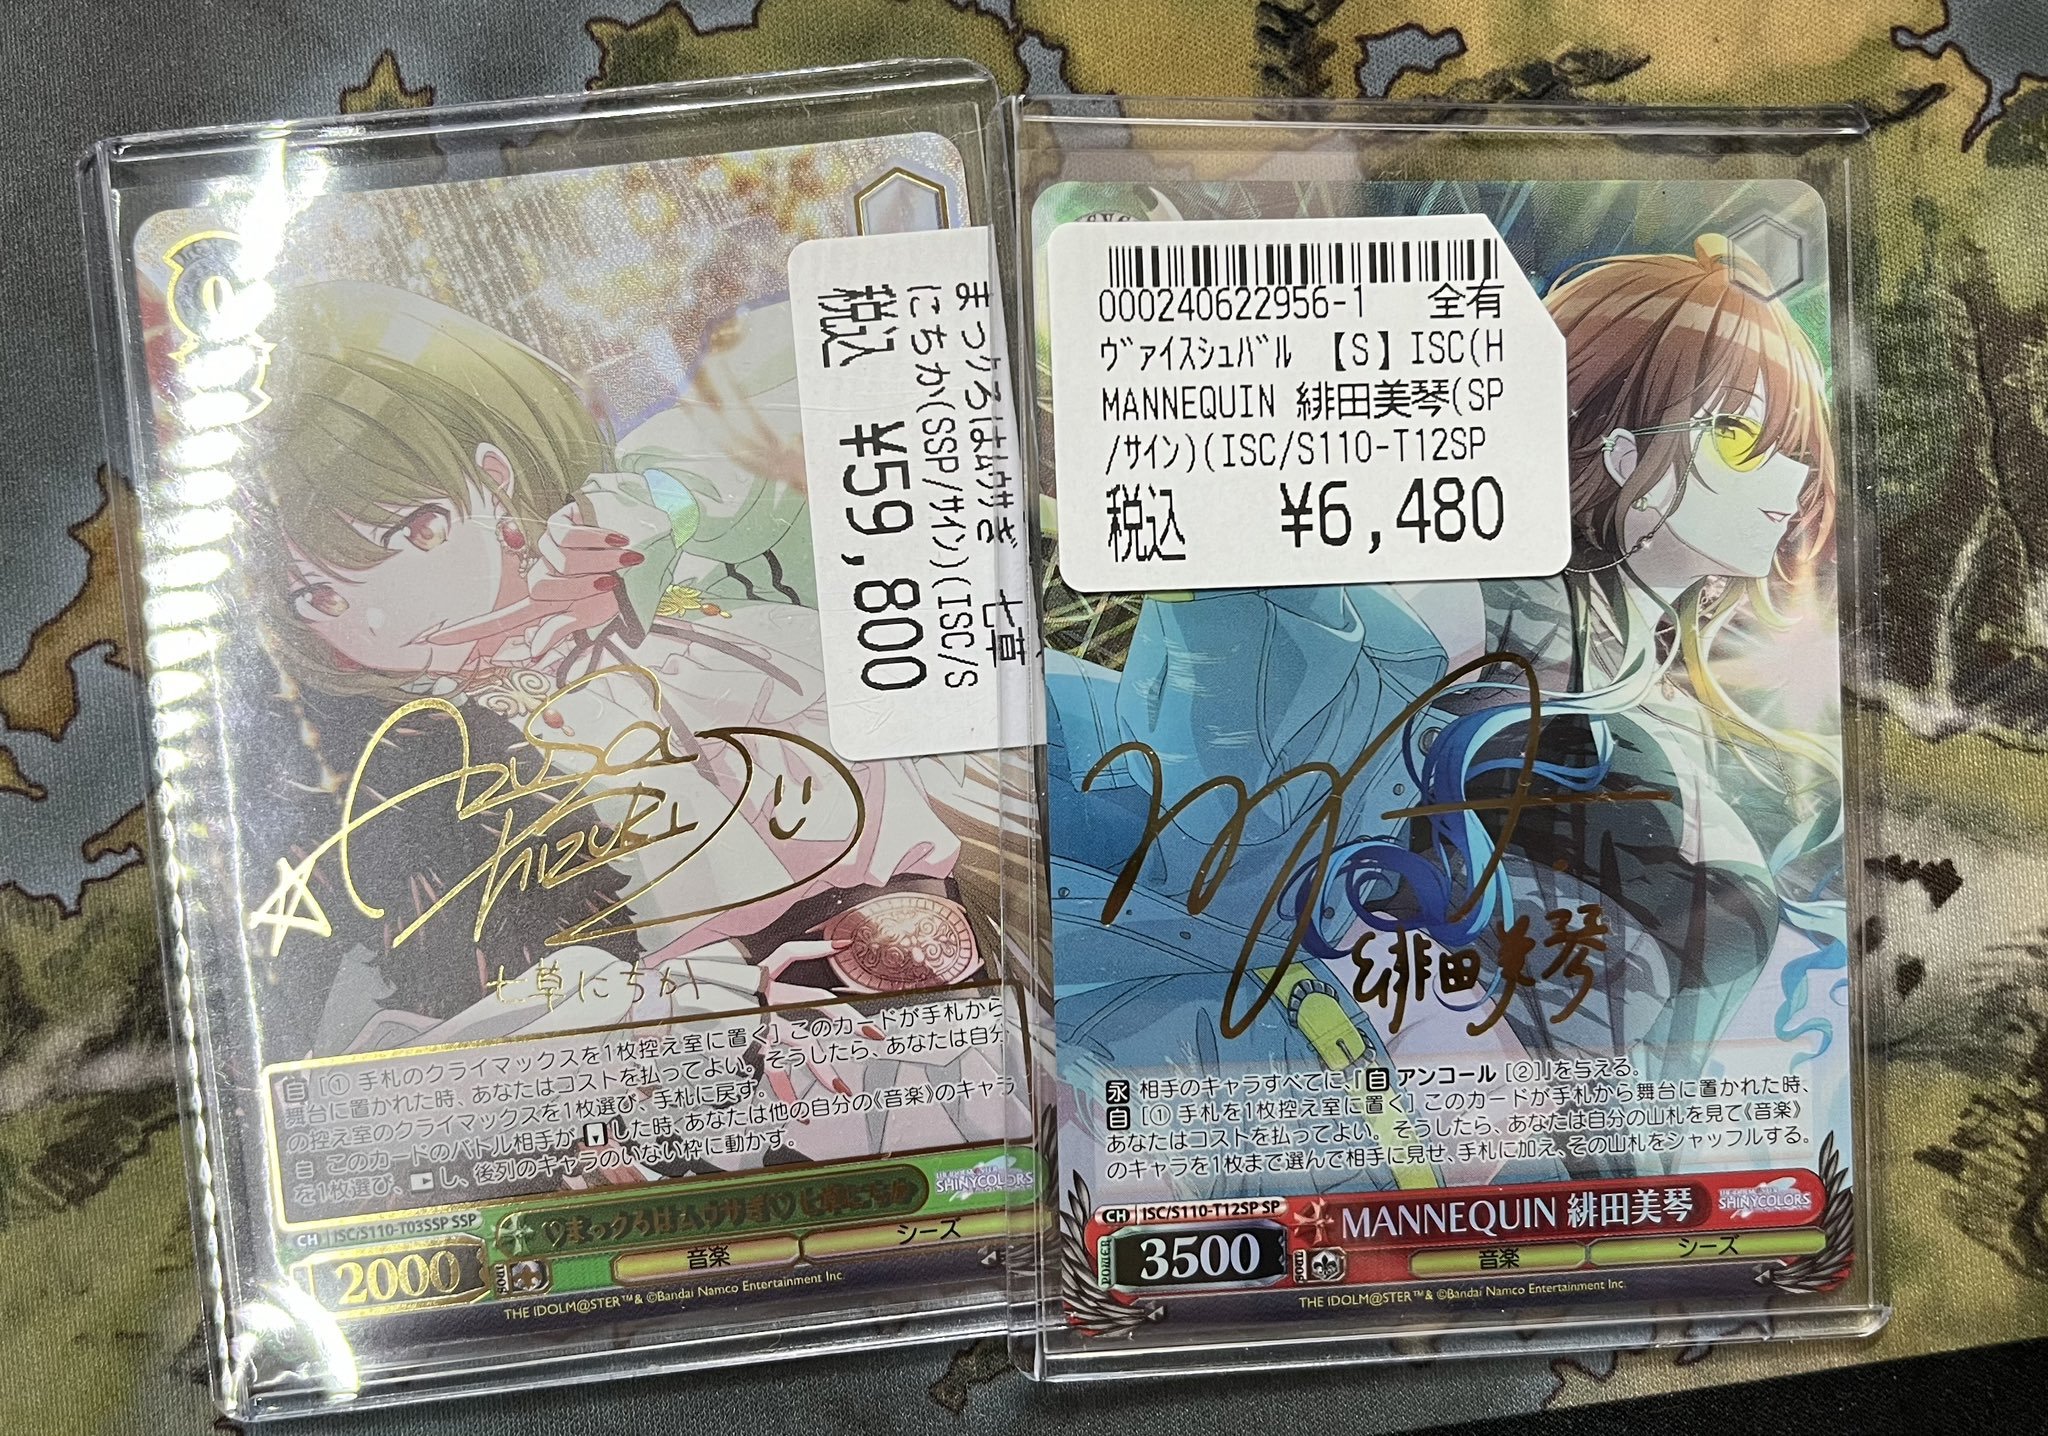 まっくろはムウサギ 七草
にちか(SSP/サイン)(ISC/S
税込 ¥59,800
AZUSA
SHIZUKI
七草にちか
自 [① 手札のクライマックスを1枚控え室に置く] このカードが手札から
舞台に置かれた時、あなたはコストを払ってよい。そうしたら、あなたは自分
の控え室のクライマックスを1枚選び、手札に戻す。
自 このカードのバトル相手が した時、あなたは他の自分の《音楽》のキャラ
を1枚選び、 し、後列のキャラのいない枠に動かす。
CH ISC/S110-T03SSP SSP
♡まっくろはムウサギ♡ 七草にちか
SHINYCOLORS
2000
音楽
シーズ
THE IDOLM@STER™& ©Bandai Namco Entertainment Inc.
000240622956-1 全有
ヴァイスシュバル 【S】ISC(H
MANNEQUIN 緋田美琴(SP
/サイン)(ISC/S110-T12SP
税込 ¥6,480
緋田美琴
永 相手のキャラすべてに、「自 アンコール [②]」を与える。
自 [① 手札を1枚控え室に置く] このカードが手札から舞台に置かれた時、
あなたはコストを払ってよい。そうしたら、あなたは自分の山札を見て《音楽》
のキャラを1枚まで選んで相手に見せ、手札に加え、その山札をシャッフルする。
CH ISC/S110-T12SP SP
MANNEQUIN 緋田美琴
SHINYCOLORS
POWER
3500
音楽
シーズ
THE IDOLM@STER™& ©Bandai Namco Entertainment Inc.